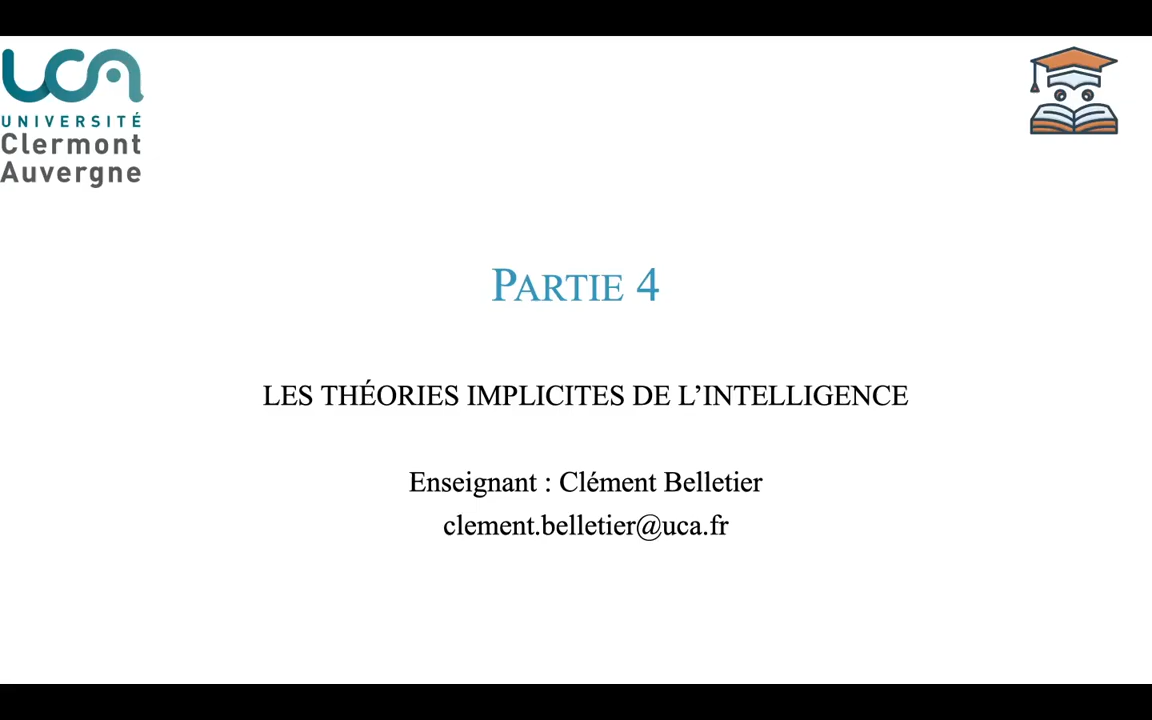 uca
UNIVERSITÉ
Clermont
Auvergne
PARTIE 4
LES THÉORIES IMPLICITES DE L’INTELLIGENCE
Enseignant : Clément Belletier
clement.belletier@uca.fr